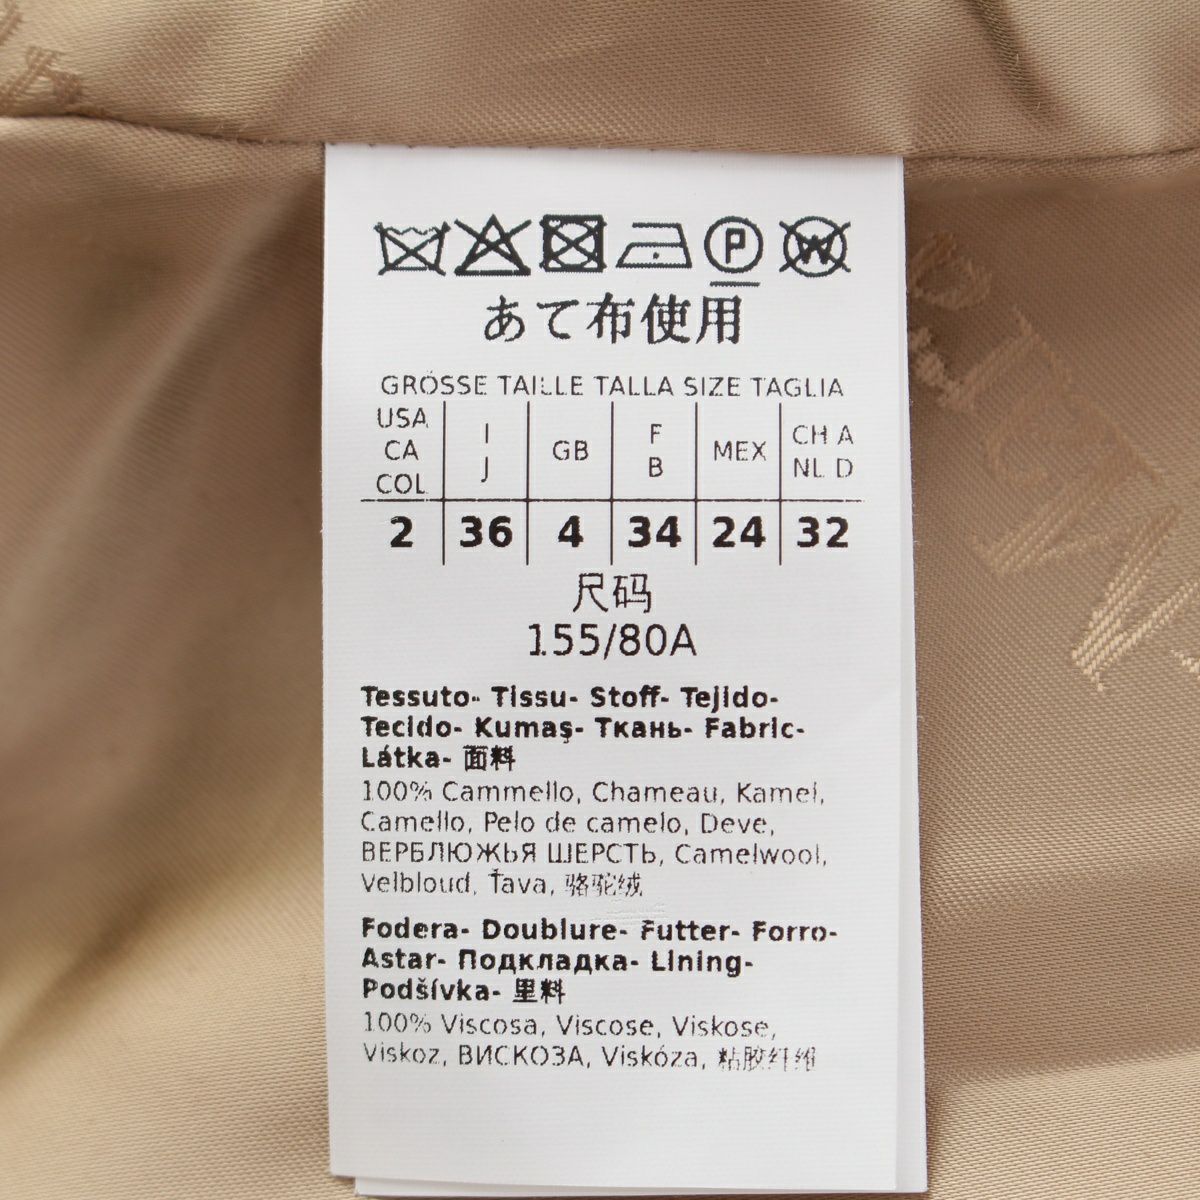 P
W
あて布使用
GRÖSSE TAILLE TALLA SIZE TAGLIA
USA CA COL | I J | GB | F B | MEX | CH A NL D
2 | 36 | 4 | 34 | 24 | 32
尺码
155/80A
Tessuto- Tissu- Stoff- Tejido-
Tecido- Kumaş- Ткань- Fabric-
Látka- 面料
100% Cammello, Chameau, Kamel,
Camello, Pelo de camelo, Deve,
ВЕРБЛЮЖЬЯ ШЕРСТЬ, Camelwool,
Velbloud, Ťava, 骆驼绒
Fodera- Doublure- Futter- Forro-
Astar- Подкладка- Lining-
Podšívka- 里料
100% Viscosa, Viscose, Viskose,
Viskoz, ВИСКОЗА, Viskóza, 粘胶纤维